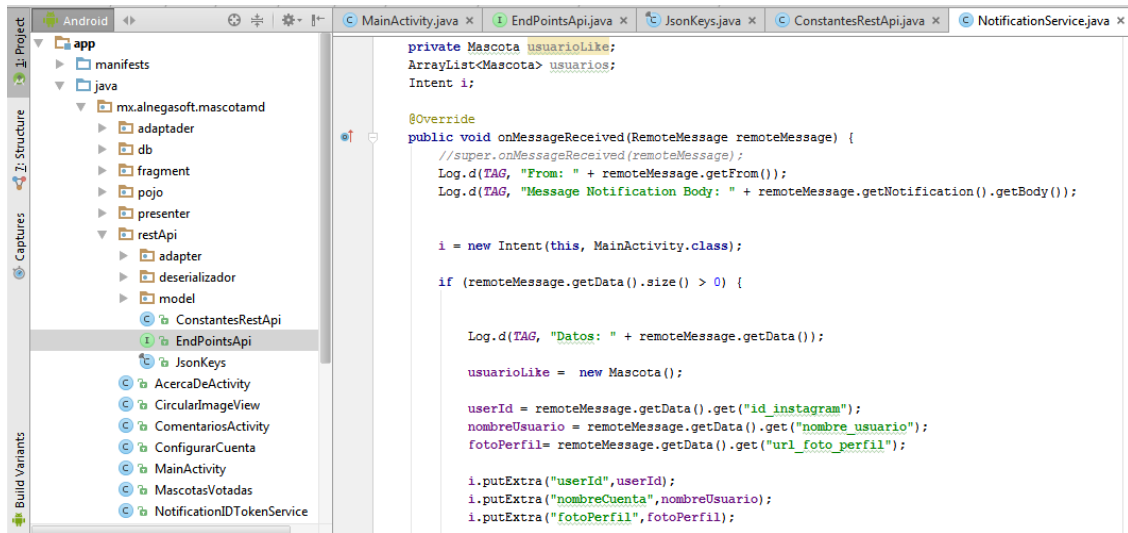 Android
MainActivity.java × EndPointsApi.java × JsonKeys.java × ConstantesRestApi.java × NotificationService.java ×
1: Project
7: Structure
Captures
Build Variants
app
manifests
java
mx.alnegasoft.mascotamd
adaptader
db
fragment
pojo
presenter
restApi
adapter
deserializador
model
ConstantesRestApi
EndPointsApi
JsonKeys
AcercaDeActivity
CircularImageView
ComentariosActivity
ConfigurarCuenta
MainActivity
MascotasVotadas
NotificationIDTokenService
private Mascota usuarioLike;
ArrayList<Mascota> usuarios;
Intent i;
@Override
public void onMessageReceived(RemoteMessage remoteMessage) {
//super.onMessageReceived(remoteMessage);
Log.d(TAG, "From: " + remoteMessage.getFrom());
Log.d(TAG, "Message Notification Body: " + remoteMessage.getNotification().getBody());
i = new Intent(this, MainActivity.class);
if (remoteMessage.getData().size() > 0) {
Log.d(TAG, "Datos: " + remoteMessage.getData());
usuarioLike =  new Mascota();
userId = remoteMessage.getData().get("id_instagram");
nombreUsuario = remoteMessage.getData().get("nombre_usuario");
fotoPerfil= remoteMessage.getData().get("url_foto_perfil");
i.putExtra("userId",userId);
i.putExtra("nombreCuenta",nombreUsuario);
i.putExtra("fotoPerfil",fotoPerfil);